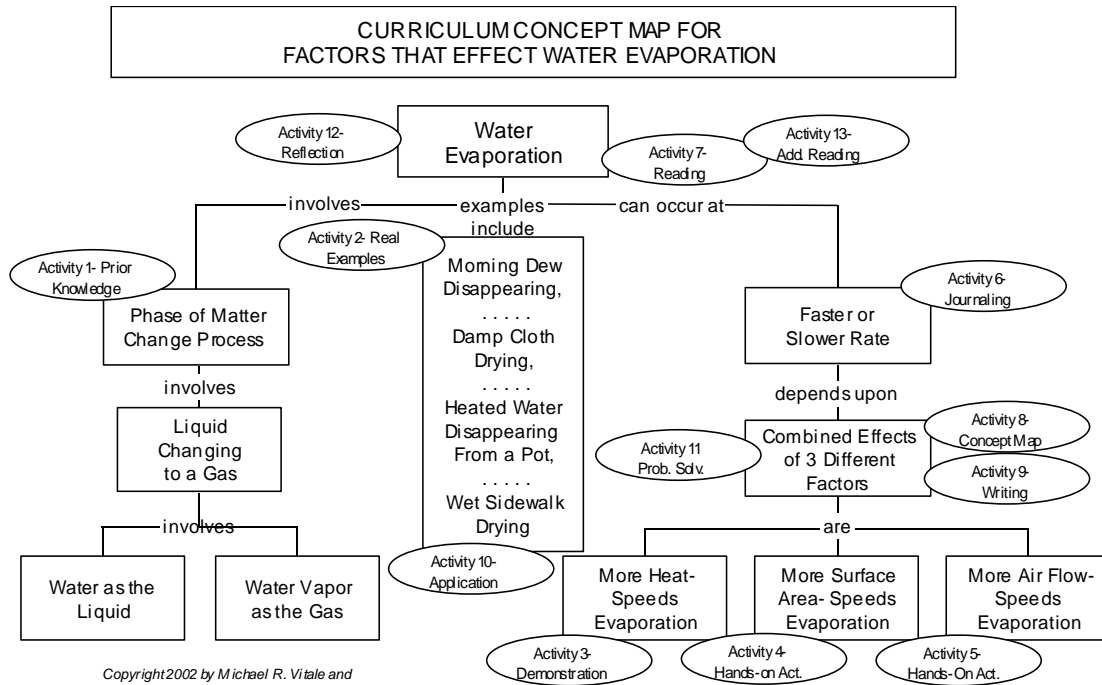 CURRICULUM CONCEPT MAP FOR
FACTORS THAT EFFECT WATER EVAPORATION
Activity 12-
Reflection
Water
Evaporation
Activity 7-
Reading
Activity 13-
Add. Reading
involves
examples
include
can occur at
Activity 1- Prior
Knowledge
Phase of Matter
Change Process
involves
Liquid
Changing
to a Gas
involves
Water as the
Liquid
Water Vapor
as the Gas
Activity 2- Real
Examples
Morning Dew
Disappearing,
. . . . .
Damp Cloth
Drying,
. . . . .
Heated Water
Disappearing
From a Pot,
. . . . .
Wet Sidewalk
Drying
Activity 10-
Application
Activity 6-
Journaling
Faster or
Slower Rate
depends upon
Activity 11
Prob. Solv.
Combined Effects
of 3 Different
Factors
Activity 8-
Concept Map
Activity 9-
Writing
are
More Heat-
Speeds
Evaporation
More Surface
Area- Speeds
Evaporation
More Air Flow-
Speeds
Evaporation
Activity 3-
Demonstration
Activity 4-
Hands-on Act.
Activity 5-
Hands-On Act.
Copyright 2002 by Michael R. Vitale and